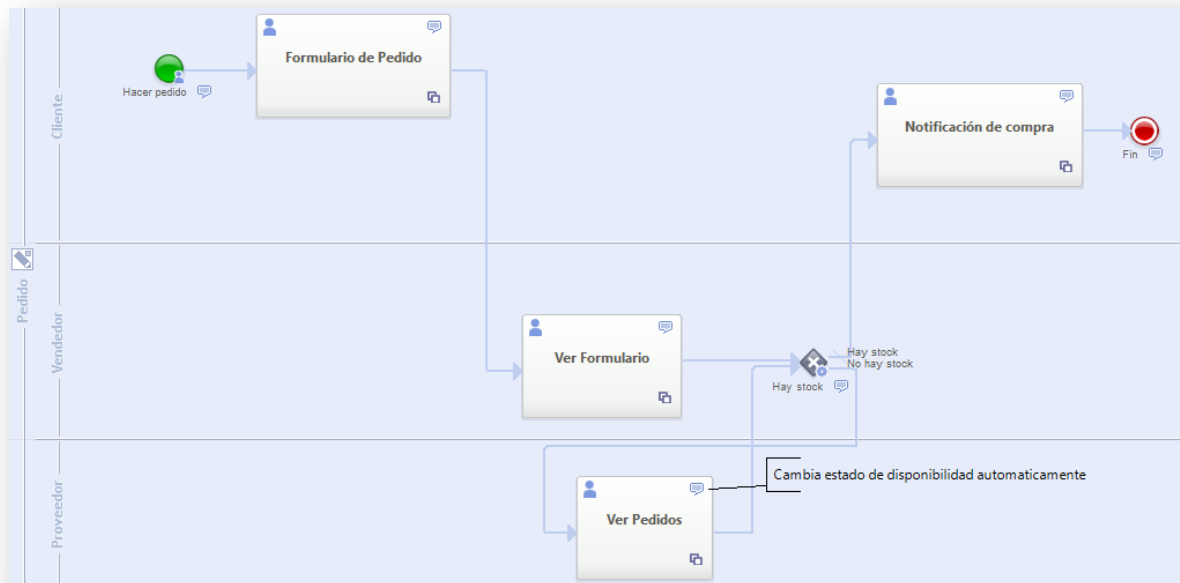 Pedido
Cliente
Hacer pedido
Formulario de Pedido
Notificación de compra
Fin
Vendedor
Ver Formulario
Hay stock
Hay stock
No hay stock
Proveedor
Ver Pedidos
Cambia estado de disponibilidad automaticamente